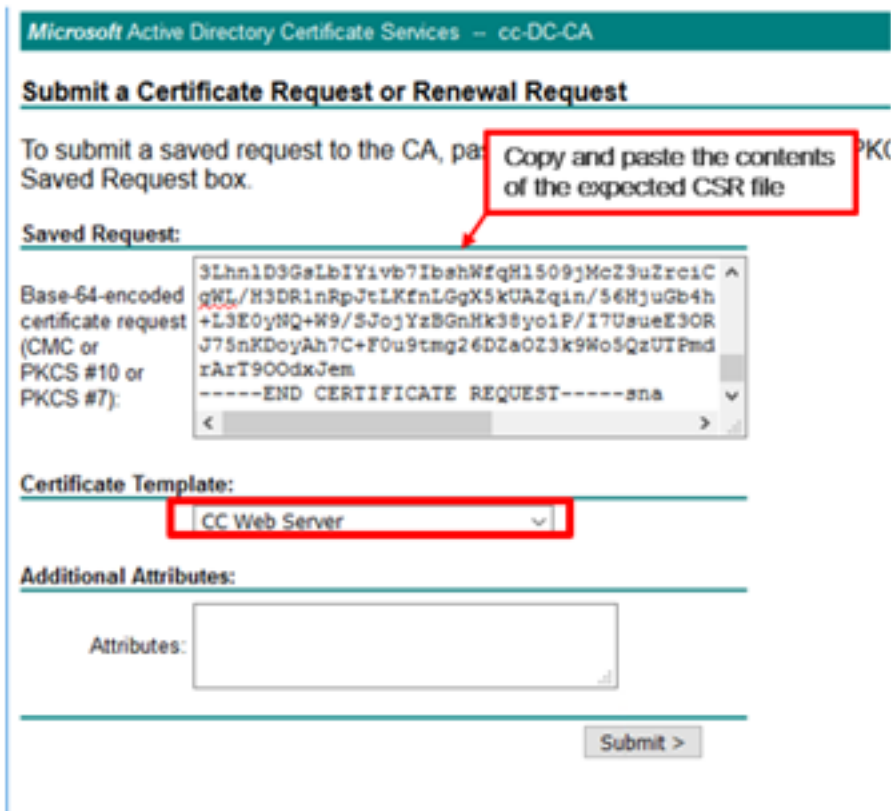 Microsoft Active Directory Certificate Services -- cc-DC-CA
Submit a Certificate Request or Renewal Request
To submit a saved request to the CA, pas
PKC
Saved Request box.
Copy and paste the contents
of the expected CSR file
Saved Request:
Base-64-encoded
certificate request
(CMC or
PKCS #10 or
PKCS #7):
3Lhn1D3GsLbIYivb7IbshWfqH1509jMcZ3uZrciC
gWL/H3DR1nRpJtLKfnLGgX5kUAZqin/56HjuGb4h
+L3E0yNQ+W9/SJojYzBGnHk38yo1P/I7UsueE3OR
J75nKDoyAh7C+F0u9tmg26DZaOZ3k9Wo5QzUTPmd
rArT9OOdxJem
-----END CERTIFICATE REQUEST-----sna
Certificate Template:
CC Web Server
Additional Attributes:
Attributes:
Submit >